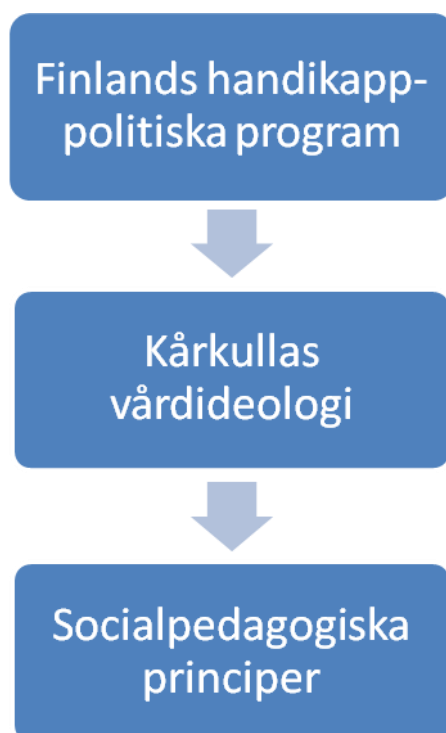 Finlands handikapp-
politiska program
Kårkullas
vårdideologi
Socialpedagogiska
principer